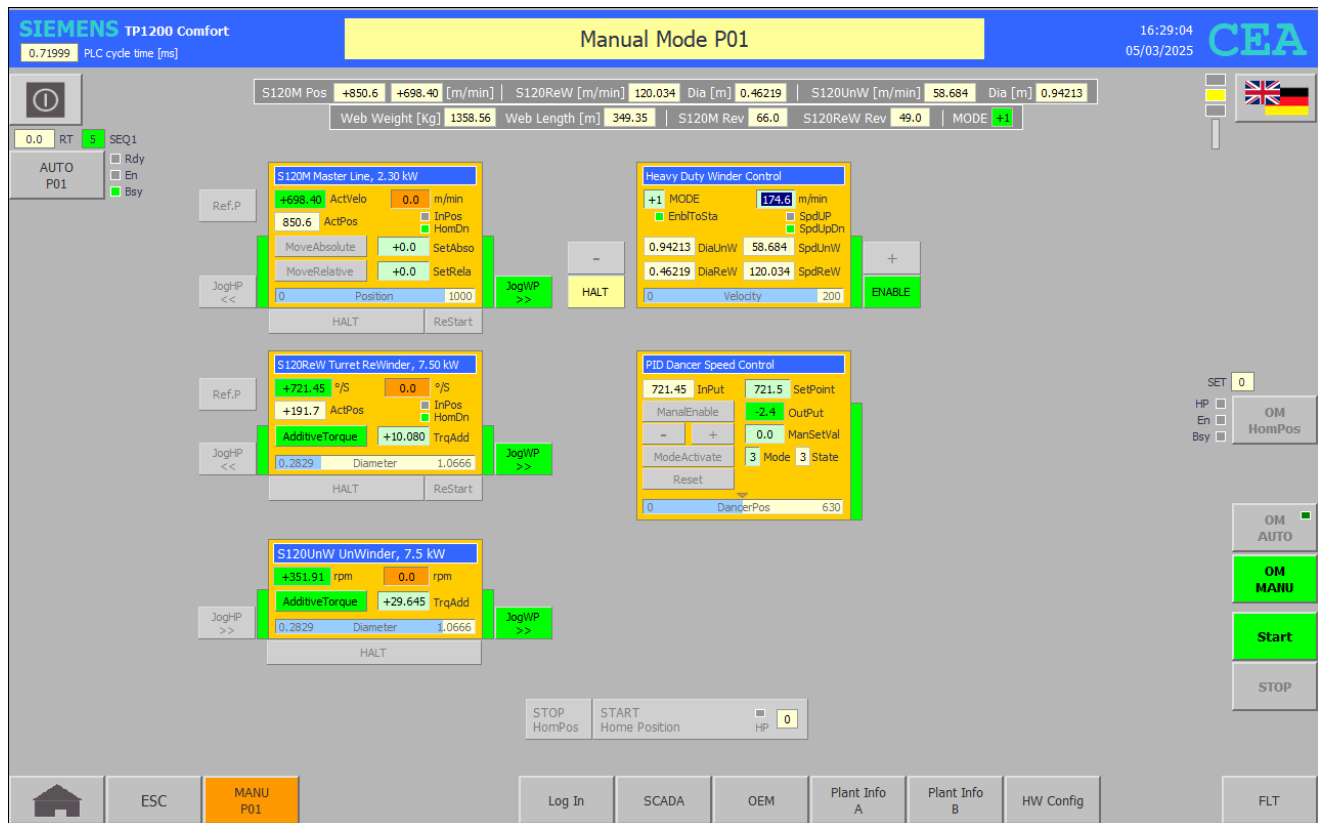 SIEMENS TP1200 Comfort
0.71999 PLC cycle time [ms]
Manual Mode P01
16:29:04
05/03/2025
CEA
S120M Pos +850.6 +698.40 [m/min] | S120ReW [m/min] 120.034 Dia [m] 0.46219 | S120UnW [m/min] 58.684 Dia [m] 0.94213
Web Weight [Kg] 1358.56 Web Length [m] 349.35 | S120M Rev 66.0 S120ReW Rev 49.0 | MODE +1
0.0 RT 5 SEQ1
AUTO
P01
Rdy
En
Bsy
S120M Master Line, 2.30 kW
Ref.P
+698.40 ActVelo 0.0 m/min
850.6 ActPos InPos
HomDn
MoveAbsolute +0.0 SetAbso
MoveRelative +0.0 SetRela
JogHP
<<
0 Position 1000
JogWP
>>
HALT ReStart
-
HALT
Heavy Duty Winder Control
+1 MODE 174.6 m/min
EnblToSta SpdUP
SpdUpDn
0.94213 DiaUnW 58.684 SpdUnW
0.46219 DiaReW 120.034 SpdReW
0 Velocity 200
+
ENABLE
S120ReW Turret ReWinder, 7.50 kW
Ref.P
+721.45 °/S 0.0 °/S
+191.7 ActPos InPos
HomDn
AdditiveTorque +10.080 TrqAdd
JogHP
<<
0.2829 Diameter 1.0666
JogWP
>>
HALT ReStart
PID Dancer Speed Control
721.45 InPut 721.5 SetPoint
ManalEnable -2.4 OutPut
- + 0.0 ManSetVal
ModeActivate 3 Mode 3 State
Reset
0 DancerPos 630
SET 0
HP
En
Bsy
OM
HomPos
S120UnW UnWinder, 7.5 kW
+351.91 rpm 0.0 rpm
AdditiveTorque +29.645 TrqAdd
JogHP
>>
0.2829 Diameter 1.0666
JogWP
>>
HALT
OM
AUTO
OM
MANU
Start
STOP
STOP
HomPos
START
Home Position
HP 0
ESC
MANU
P01
Log In
SCADA
OEM
Plant Info
A
Plant Info
B
HW Config
FLT